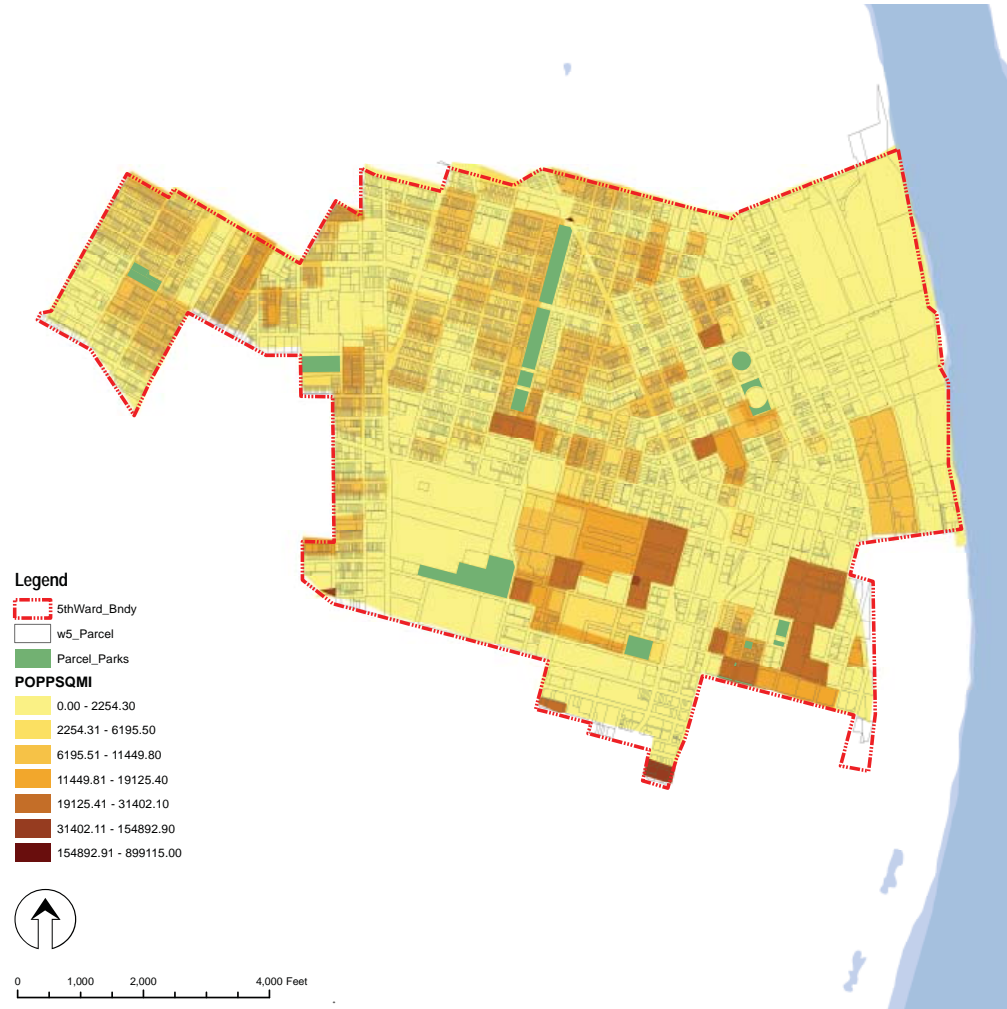 Legend
5thWard_Bndy
w5_Parcel
Parcel_Parks
POPPSQMI
0.00 - 2254.30
2254.31 - 6195.50
6195.51 - 11449.80
11449.81 - 19125.40
19125.41 - 31402.10
31402.11 - 154892.90
154892.91 - 899115.00
0 1,000 2,000 4,000 Feet